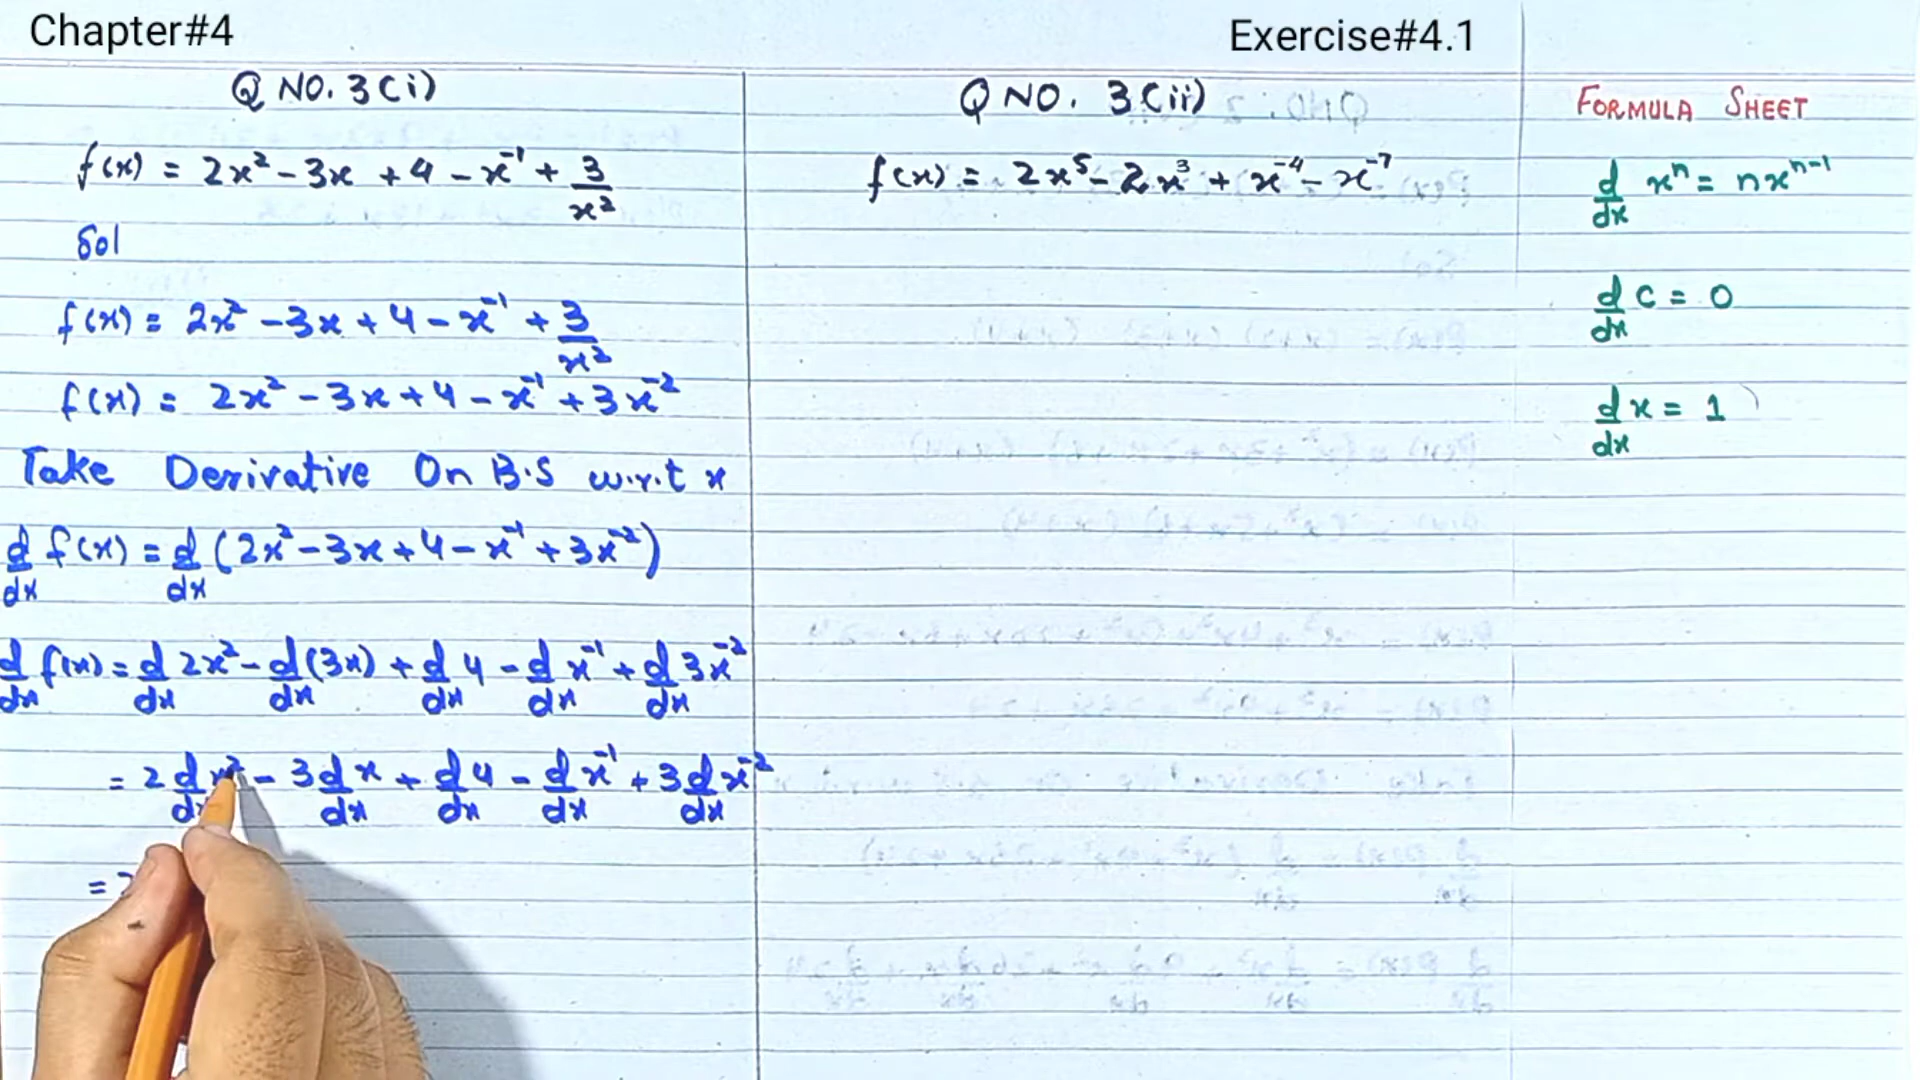 Chapter#4
Exercise#4.1
Q NO. 3(i)
f(x) = 2x² - 3x + 4 - x⁻¹ + 3/x²
Sol
f(x) = 2x² - 3x + 4 - x⁻¹ + 3/x²
f(x) = 2x² - 3x + 4 - x⁻¹ + 3x⁻²
Take Derivative On B.S w.r.t x
d/dx f(x) = d/dx (2x² - 3x + 4 - x⁻¹ + 3x⁻²)
d/dx f(x) = d/dx 2x² - d/dx (3x) + d/dx 4 - d/dx x⁻¹ + d/dx 3x⁻²
= 2 d/dx x² - 3 d/dx x + d/dx 4 - d/dx x⁻¹ + 3 d/dx x⁻²
=
Q NO. 3(ii)
f(x) = 2x⁵ - 2x³ + x⁻⁴ - x⁻⁷
FORMULA SHEET
d/dx xⁿ = nxⁿ⁻¹
d/dx c = 0
d/dx x = 1